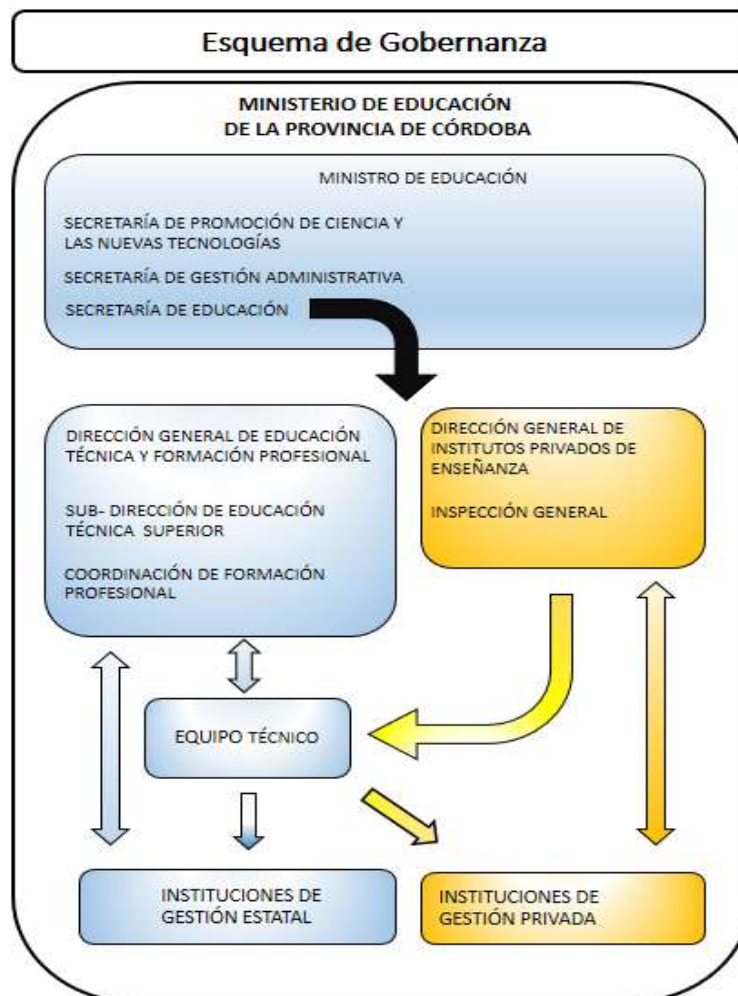 Esquema de Gobernanza
MINISTERIO DE EDUCACIÓN
DE LA PROVINCIA DE CÓRDOBA
MINISTRO DE EDUCACIÓN
SECRETARÍA DE PROMOCIÓN DE CIENCIA Y
LAS NUEVAS TECNOLOGÍAS
SECRETARÍA DE GESTIÓN ADMINISTRATIVA
SECRETARÍA DE EDUCACIÓN
DIRECCIÓN GENERAL DE EDUCACIÓN
TÉCNICA Y FORMACIÓN PROFESIONAL
SUB- DIRECCIÓN DE EDUCACIÓN
TÉCNICA SUPERIOR
COORDINACIÓN DE FORMACIÓN
PROFESIONAL
DIRECCIÓN GENERAL DE
INSTITUTOS PRIVADOS DE
ENSEÑANZA
INSPECCIÓN GENERAL
EQUIPO TÉCNICO
INSTITUCIONES DE
GESTIÓN ESTATAL
INSTITUCIONES DE
GESTIÓN PRIVADA